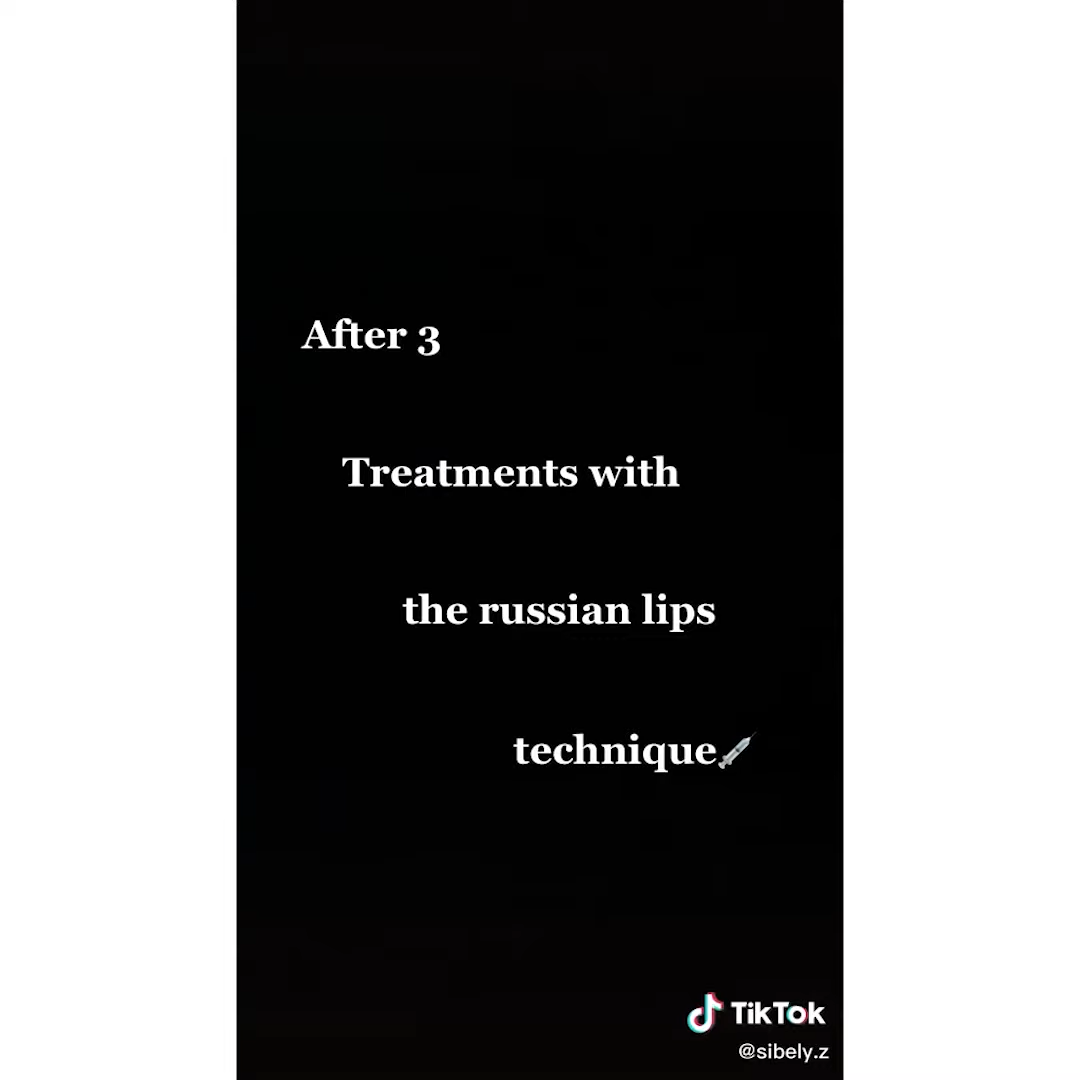 After 3
Treatments with
the russian lips
technique💉
TikTok
@sibely.z